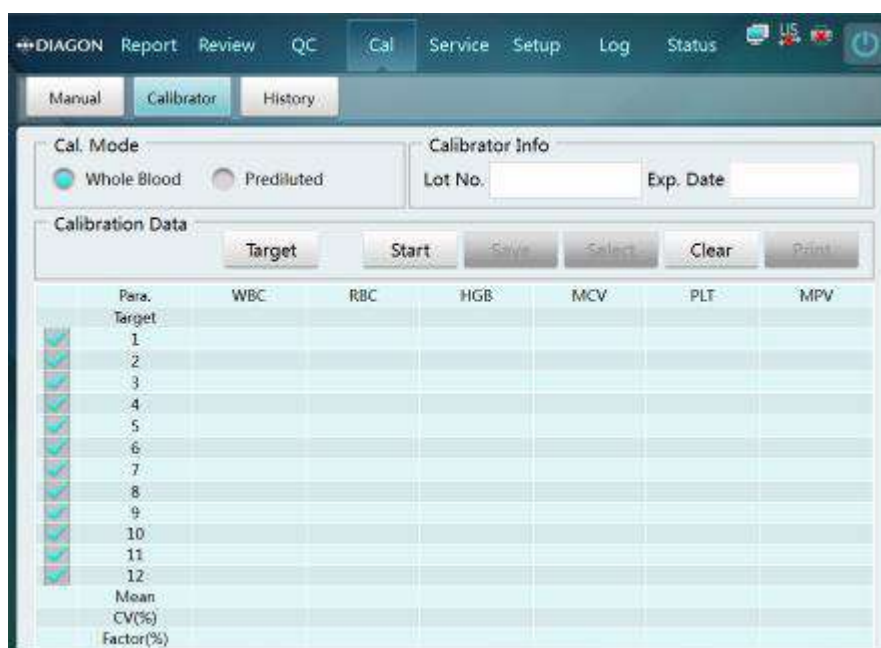 DIAGON Report Review QC Cal Service Setup Log Status US
Manual Calibrator History
Cal. Mode Calibrator Info
Whole Blood Prediluted Lot No. Exp. Date
Calibration Data
Target Start Save Select Clear Print
Para. WBC RBC HGB MCV PLT MPV
Target
1
2
3
4
5
6
7
8
9
10
11
12
Mean
CV(%)
Factor(%)